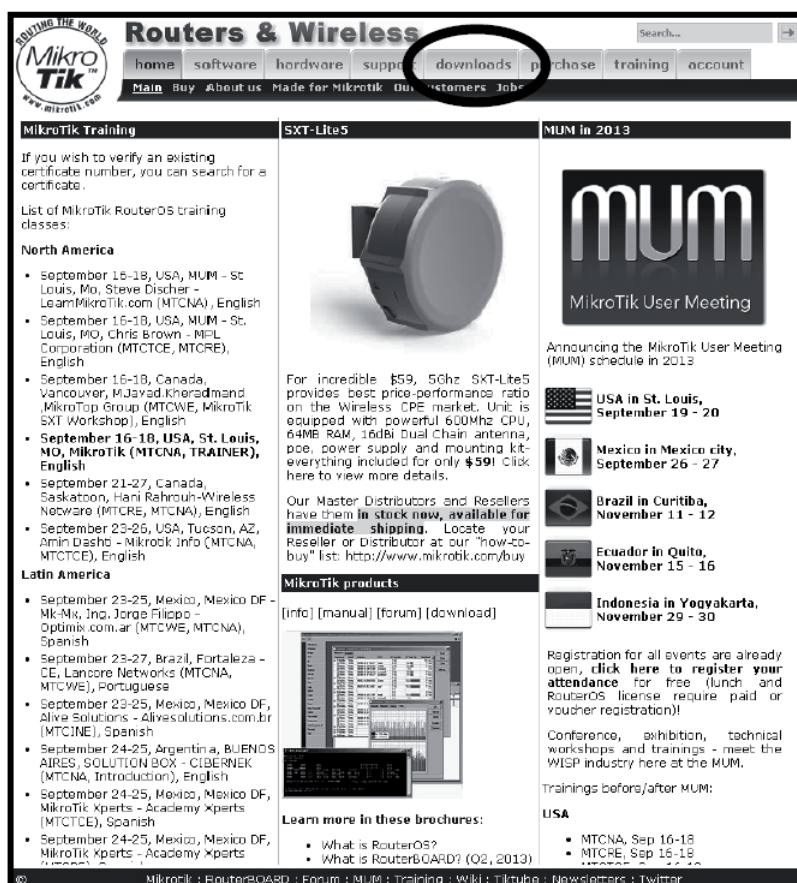 ROUTING THE WORLD
MikroTik™
www.mikrotik.com
Routers & Wireless
Search...
home software hardware support downloads purchase training account
Main Buy About us Made for Mikrotik Our customers Jobs
MikroTik Training
If you wish to verify an existing
certificate number, you can search for a
certificate.
List of MikroTik RouterOS training
classes:
North America
• September 16-18, USA, MUM - St
Louis, Mo, Steve Discher -
LearnMikroTik.com (MTCNA), English
• September 16-18, USA, MUM - St.
Louis, MO, Chris Brown - MPL
Corporation (MTCTCE, MTCRE),
English
• September 16-18, Canada,
Vancouver, MJavad.Kheradmand
,MikroTop Group (MTCWE, MikroTik
SXT Workshop), English
• September 16-18, USA, St. Louis,
MO, MikroTik (MTCNA, TRAINER),
English
• September 21-27, Canada,
Saskatoon, Hani Rahrouh-Wireless
Netware (MTCRE, MTCNA), English
• September 23-26, USA, Tucson, AZ,
Amin Dashti - Mikrotik Info (MTCNA,
MTCTCE), English
Latin America
• September 23-25, Mexico, Mexico DF -
Mk-Mx, Ing. Jorge Filippo -
Optimix.com.ar (MTCWE, MTCNA),
Spanish
• September 23-27, Brazil, Fortaleza -
CE, Lancore Networks (MTCNA,
MTCWE), Portuguese
• September 23-25, Mexico, Mexico DF,
Alive Solutions - Alivesolutions.com.br
(MTCINE), Spanish
• September 24-25, Argentina, BUENOS
AIRES, SOLUTION BOX - CIBERNEK
(MTCNA, Introduction), English
• September 24-25, Mexico, Mexico DF,
MikroTik Xperts - Academy Xperts
(MTCTCE), Spanish
• September 24-25, Mexico, Mexico DF,
MikroTik Xperts - Academy Xperts
SXT-Lite5
For incredible $59, 5Ghz SXT-Lite5
provides best price-performance ratio
on the Wireless CPE market. Unit is
equipped with powerful 600Mhz CPU,
64MB RAM, 16dBi Dual Chain antenna,
poe, power supply and mounting kit-
everything included for only $59! Click
here to view more details.
Our Master Distributors and Resellers
have them in stock now, available for
immediate shipping. Locate your
Reseller or Distributor at our "how-to-
buy" list: http://www.mikrotik.com/buy
MikroTik products
[info] [manual] [forum] [download]
MikroTik
Learn more in these brochures:
• What is RouterOS?
• What is RouterBOARD? (Q2, 2013)
MUM in 2013
MUM
MikroTik User Meeting
Announcing the MikroTik User Meeting
(MUM) schedule in 2013
USA in St. Louis,
September 19 - 20
Mexico in Mexico city,
September 26 - 27
Brazil in Curitiba,
November 11 - 12
Ecuador in Quito,
November 15 - 16
Indonesia in Yogyakarta,
November 29 - 30
Registration for all events are already
open, click here to register your
attendance for free (lunch and
RouterOS license require paid or
voucher registration)!
Conference, exhibition, technical
workshops and trainings - meet the
WISP industry here at the MUM.
Trainings before/after MUM:
USA
• MTCNA, Sep 16-18
• MTCRE, Sep 16-18
© Mikrotik : RouterBOARD : Forum : MUM : Training : Wiki : Tiktube : Newsletters : Twitter